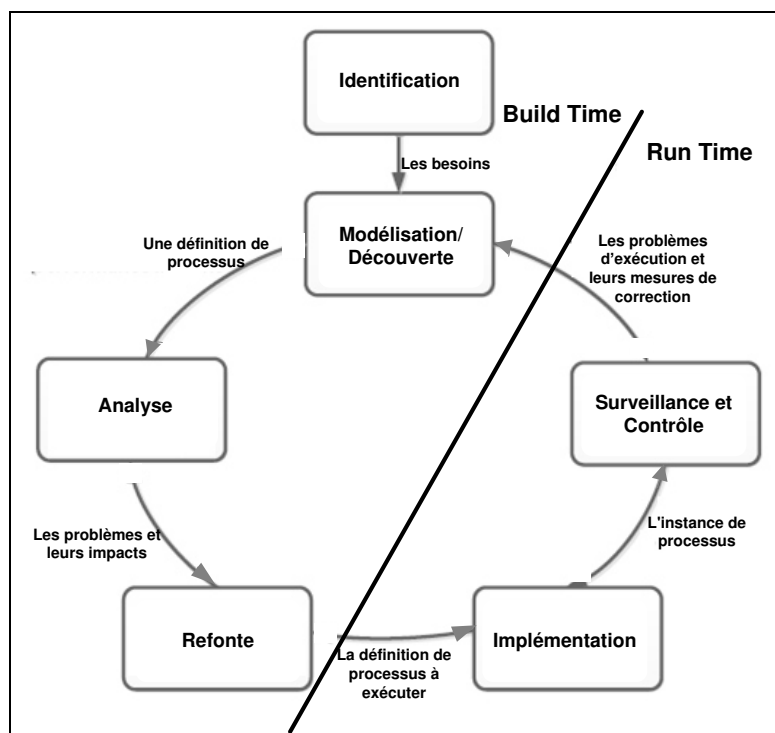 Identification
Build Time
Run Time
Les besoins
Modélisation/
Découverte
Une définition de
processus
Les problèmes
d'exécution et
leurs mesures de
correction
Analyse
Surveillance et
Contrôle
Les problèmes et
leurs impacts
L'instance de
processus
Refonte
Implémentation
La définition de
processus à
exécuter